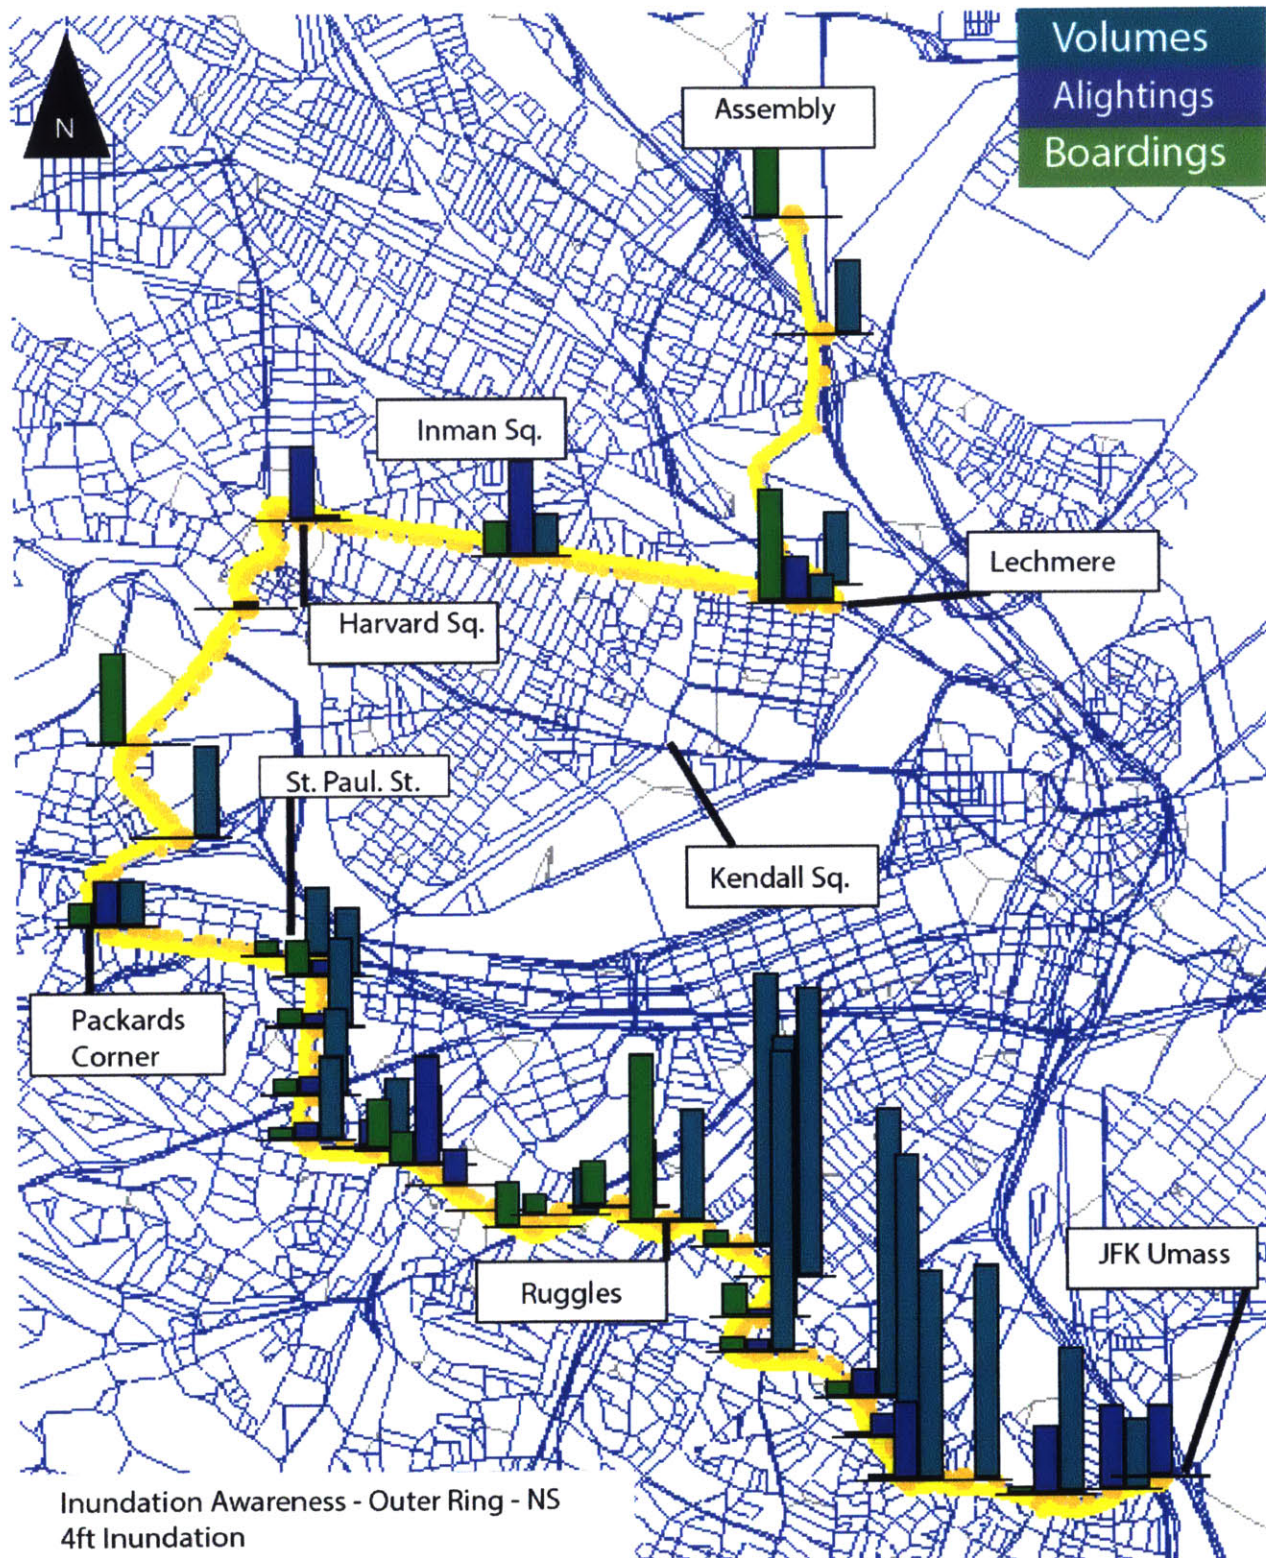 Volumes
Alightings
Boardings
N
Assembly
Inman Sq.
Lechmere
Harvard Sq.
St. Paul. St.
Kendall Sq.
Packards
Corner
JFK Umass
Ruggles
Inundation Awareness - Outer Ring - NS
4ft Inundation